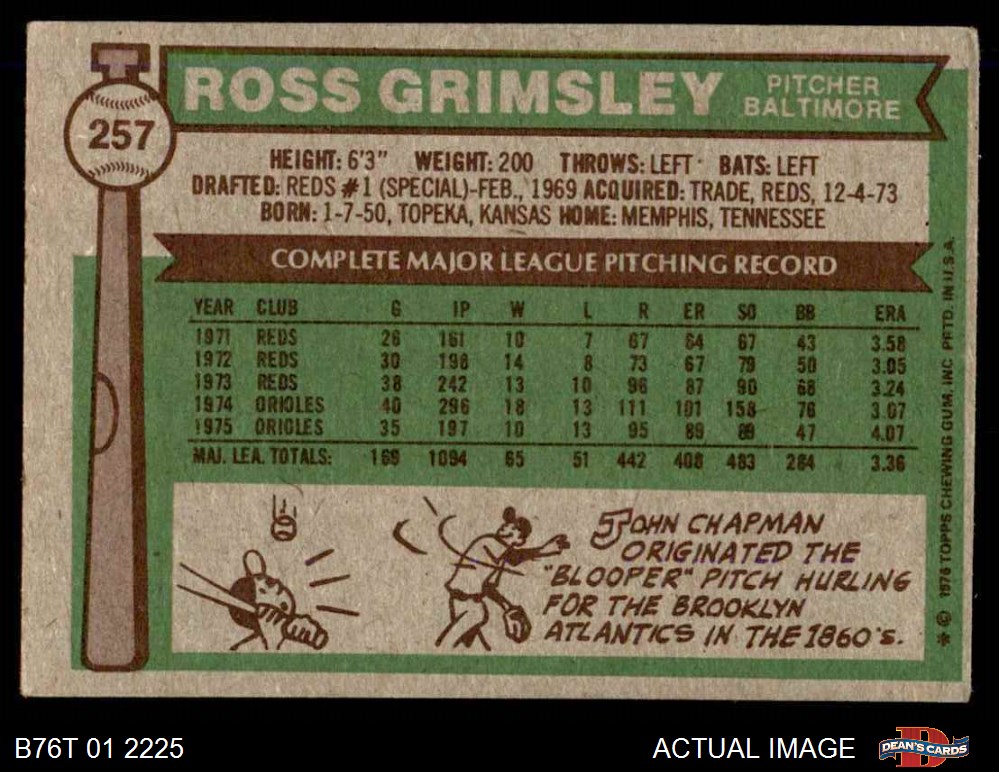 257
ROSS GRIMSLEY
PITCHER
BALTIMORE
HEIGHT: 6'3" WEIGHT: 200 THROWS: LEFT BATS: LEFT
DRAFTED: REDS #1 (SPECIAL)-FEB., 1969 ACQUIRED: TRADE, REDS, 12-4-73
BORN: 1-7-50, TOPEKA, KANSAS HOME: MEMPHIS, TENNESSEE
COMPLETE MAJOR LEAGUE PITCHING RECORD
YEAR CLUB G IP W L R ER SO BB ERA
1971 REDS 26 161 10 7 67 64 67 43 3.58
1972 REDS 30 198 14 8 73 67 79 50 3.05
1973 REDS 38 242 13 10 96 87 90 68 3.24
1974 ORIOLES 40 296 18 13 111 101 158 76 3.07
1975 ORIOLES 35 197 10 13 95 89 89 47 4.07
MAJ. LEA. TOTALS: 169 1094 65 51 442 408 483 284 3.36
JOHN CHAPMAN
ORIGINATED THE
"BLOOPER" PITCH HURLING
FOR THE BROOKLYN
ATLANTICS IN THE 1860's.
* © 1976 TOPPS CHEWING GUM, INC PRTD. IN U.S.A.
B76T 01 2225
ACTUAL IMAGE
D
DEAN'S CARDS